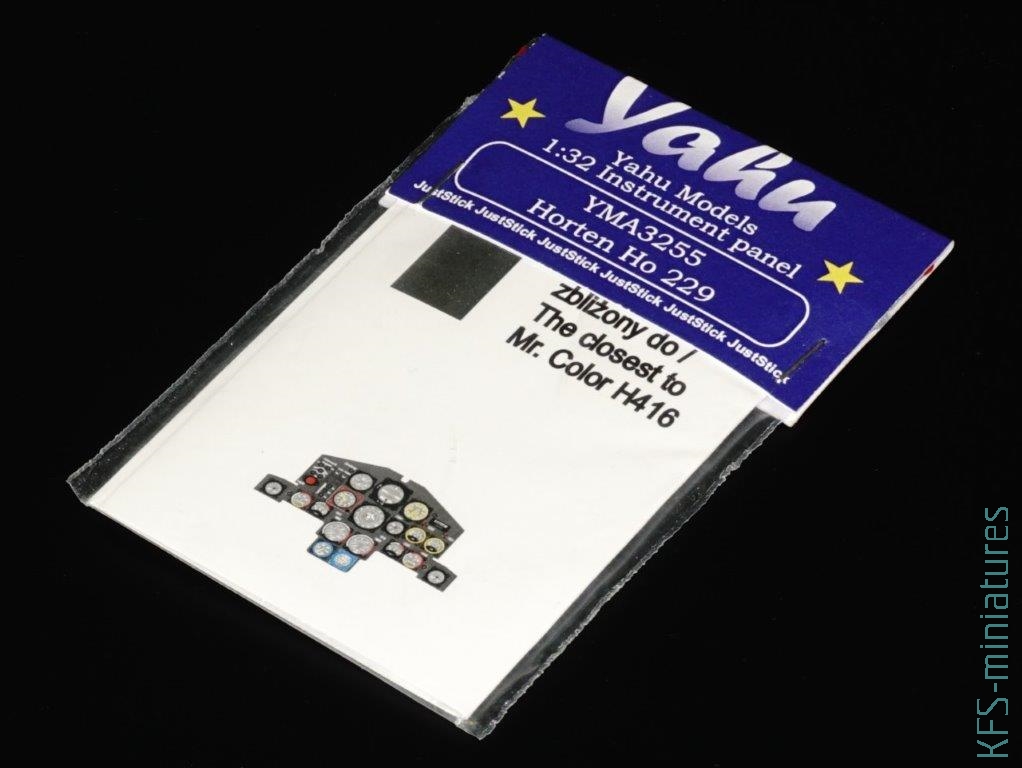 Yahu
Yahu Models
1:32 Instrument panel
YMA3255
Horten Ho 229
JustStick JustStick JustStick JustStick JustStick JustStick
zbliżony do /
The closest to
Mr. Color H416
KFS-miniatures